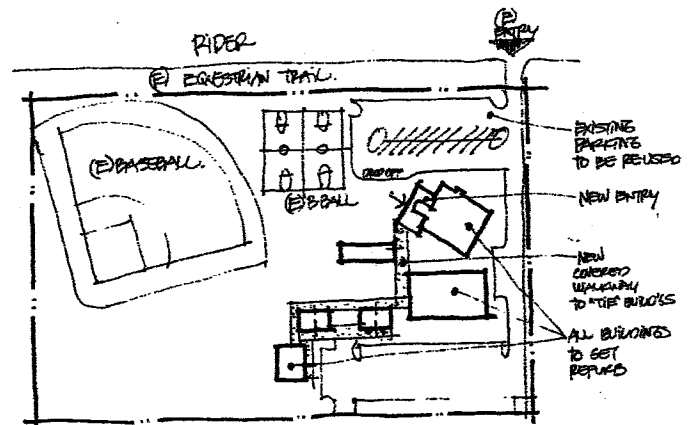 (E)
ENTRY
RIDER
(E) EQUESTRIAN TRAIL.
(E) BASEBALL.
(E) B-BALL
DROP OFF
EXISTING
PARKING
TO BE REUSED
NEW ENTRY
NEW
COVERED
WALKWAY
TO "TIE" BUILD'GS
ALL BUILDINGS
TO GET
REFURB